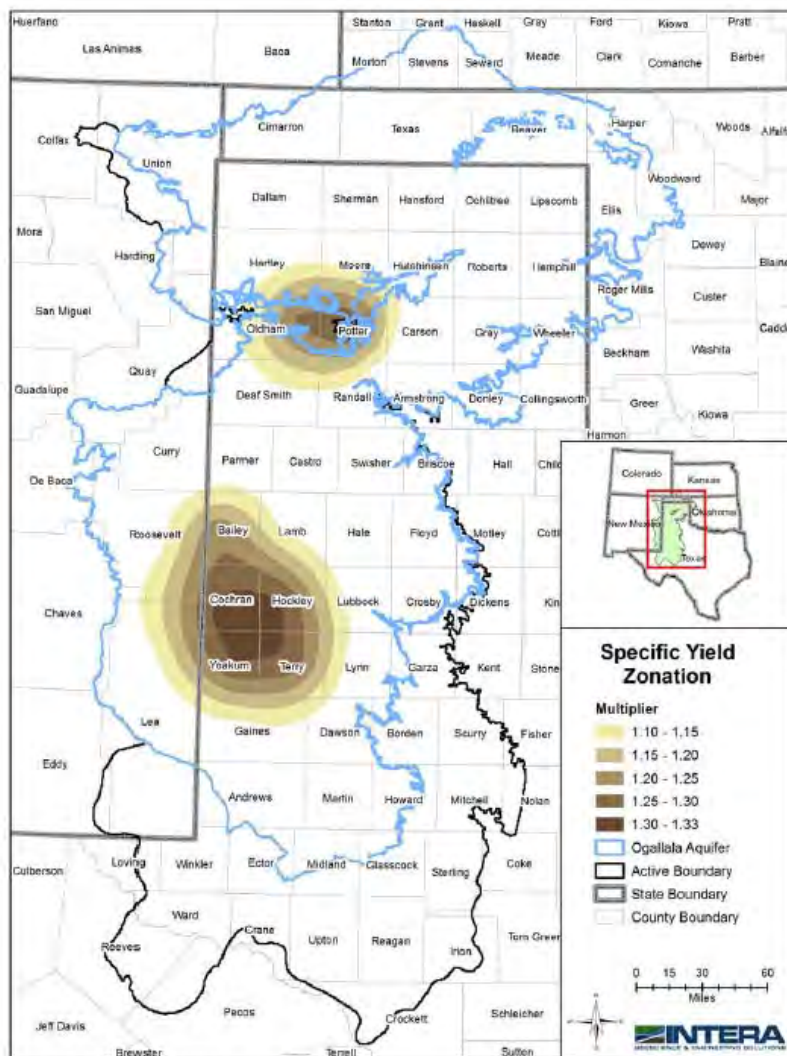 Huerfano
Las Animas
Baca
Stanton Grant Haskell Gray Ford Kiowa Pratt
Morton Stevens Seward Meade Clark Comanche Barber
Colfax
Union
Cimarron Texas Beaver Harper Woods
Woodward
Major
Dallam Sherman Hansford Ochiltree Lipscomb
Ellis
Mora
Harding
Dewey
Hartley Moore Hutchinson Roberts Hemphill
Blaine
Roger Mills
Custer
San Miguel
Oldham Potter Carson Gray Wheeler
Beckham Washita
Quay
Guadalupe
Deaf Smith Randall Armstrong Donley Collingsworth
Greer
Kiowa
Harmon
Curry
De Baca
Parmer Castro Swisher Briscoe Hall
Roosevelt
Bailey Lamb Hale Floyd Motley
Chaves
Cochran Hockley Lubbock Crosby Dickens
Yoakum Terry Lynn Garza Kent
Lea
Eddy
Gaines Dawson Borden Scurry Fisher
Andrews Martin Howard Mitchell Nolan
Culberson
Loving Winkler Ector Midland Glasscock Sterling Coke
Ward
Reeves
Crane
Upton Reagan Irion Tom Green
Pecos
Crockett
Schleicher
Jeff Davis
Brewster
Terrell
Sutton
Colorado Kansas
New Mexico Oklahoma
Texas
Specific Yield
Zonation
Multiplier
1.10 - 1.15
1.15 - 1.20
1.20 - 1.25
1.25 - 1.30
1.30 - 1.33
Ogallala Aquifer
Active Boundary
State Boundary
County Boundary
0 15 30 60
Miles
INTERA
GEOSCIENCE & ENGINEERING SOLUTIONS